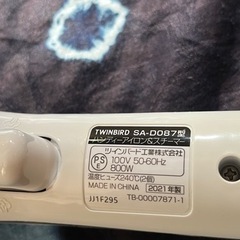 TWINBIRD SA-D087型
ハンディーアイロン&スチーマー
ツインバード工業株式会社
PS E
100V 50-60Hz
800W
温度ヒューズ240℃(2個)
MADE IN CHINA 2021年製
JJ1F295 TB-00007871-1